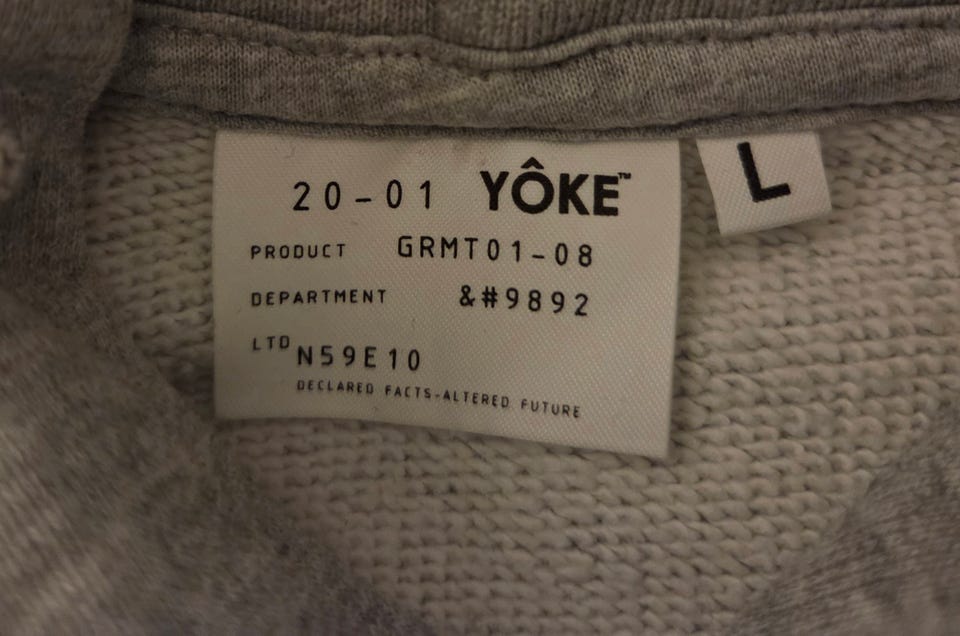 20-01 YÔKE™ L
PRODUCT GRMT01-08
DEPARTMENT &#9892
LTD N59E10
DECLARED FACTS-ALTERED FUTURE